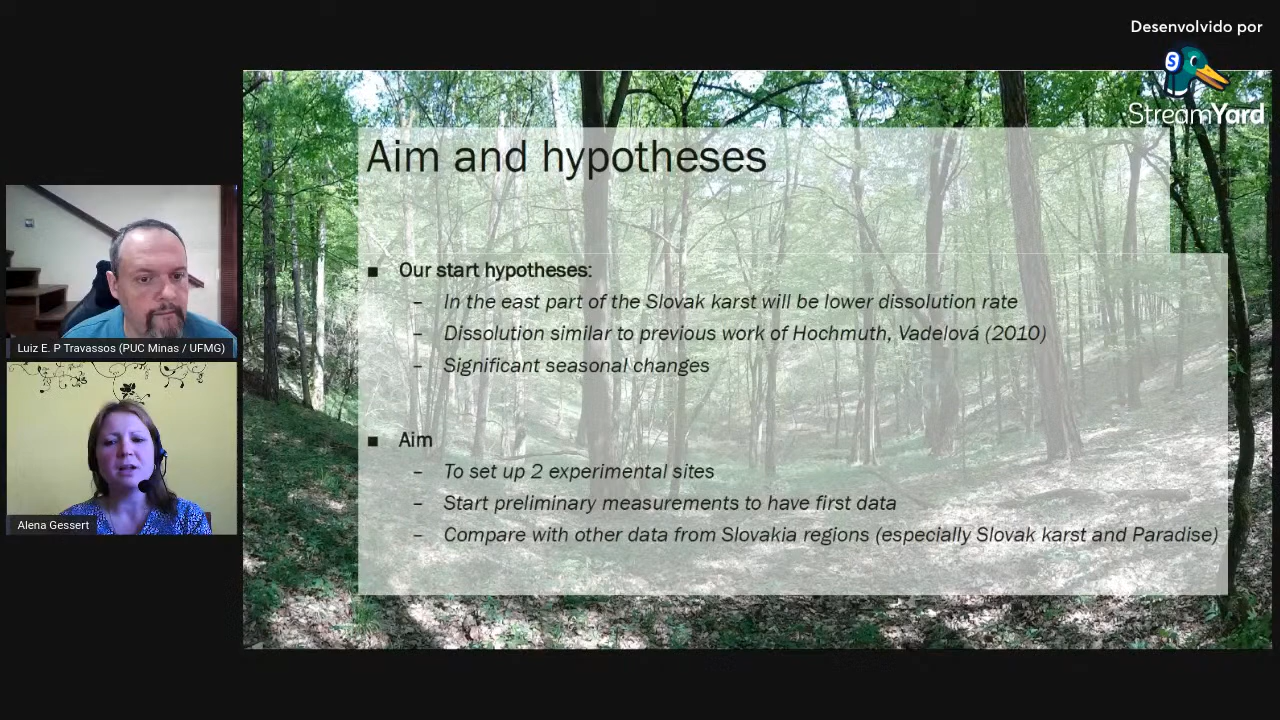 Desenvolvido por
StreamYard
Aim and hypotheses
■ Our start hypotheses:
– In the east part of the Slovak karst will be lower dissolution rate
– Dissolution similar to previous work of Hochmuth, Vadelová (2010)
– Significant seasonal changes
■ Aim
– To set up 2 experimental sites
– Start preliminary measurements to have first data
– Compare with other data from Slovakia regions (especially Slovak karst and Paradise)
Luiz E. P Travassos (PUC Minas / UFMG)
Alena Gessert